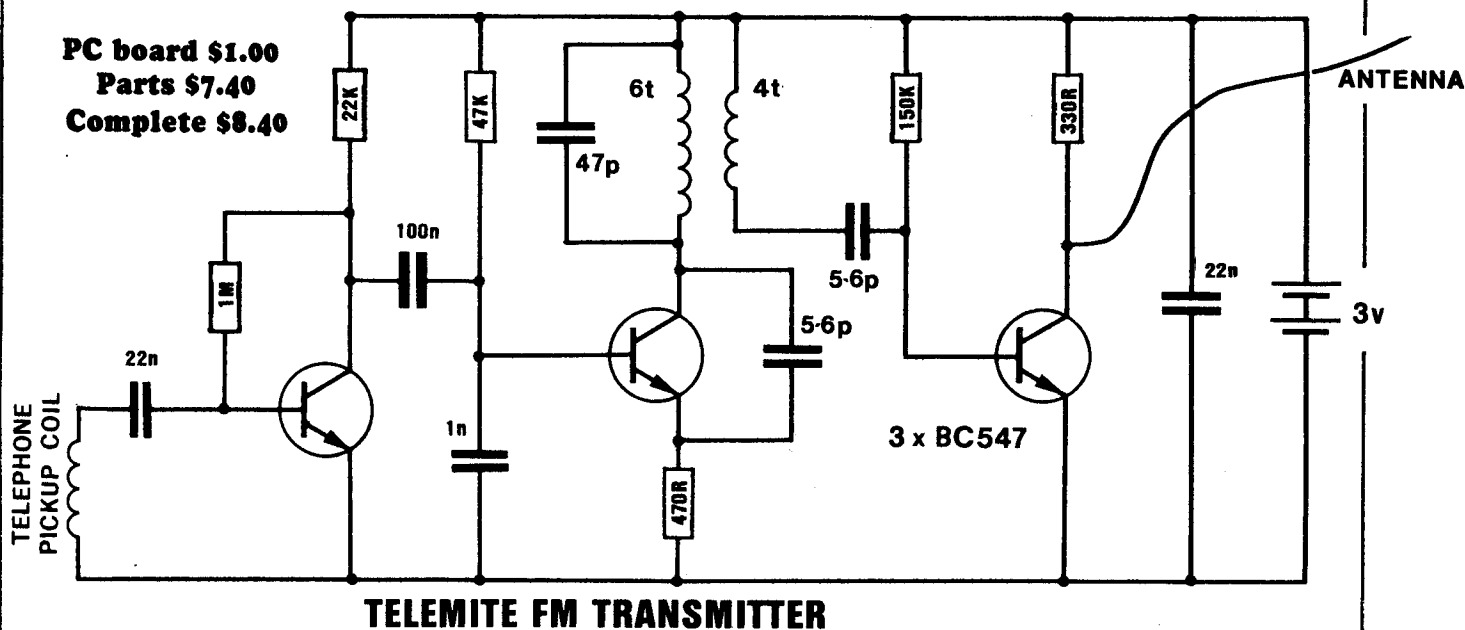 PC board $1.00
Parts $7.40
Complete $8.40
22K
47K
6t
4t
150K
330R
ANTENNA
47p
100n
1M
5·6p
22n
5·6p
3v
22n
1n
3 x BC547
TELEPHONE
PICKUP COIL
470R
TELEMITE FM TRANSMITTER